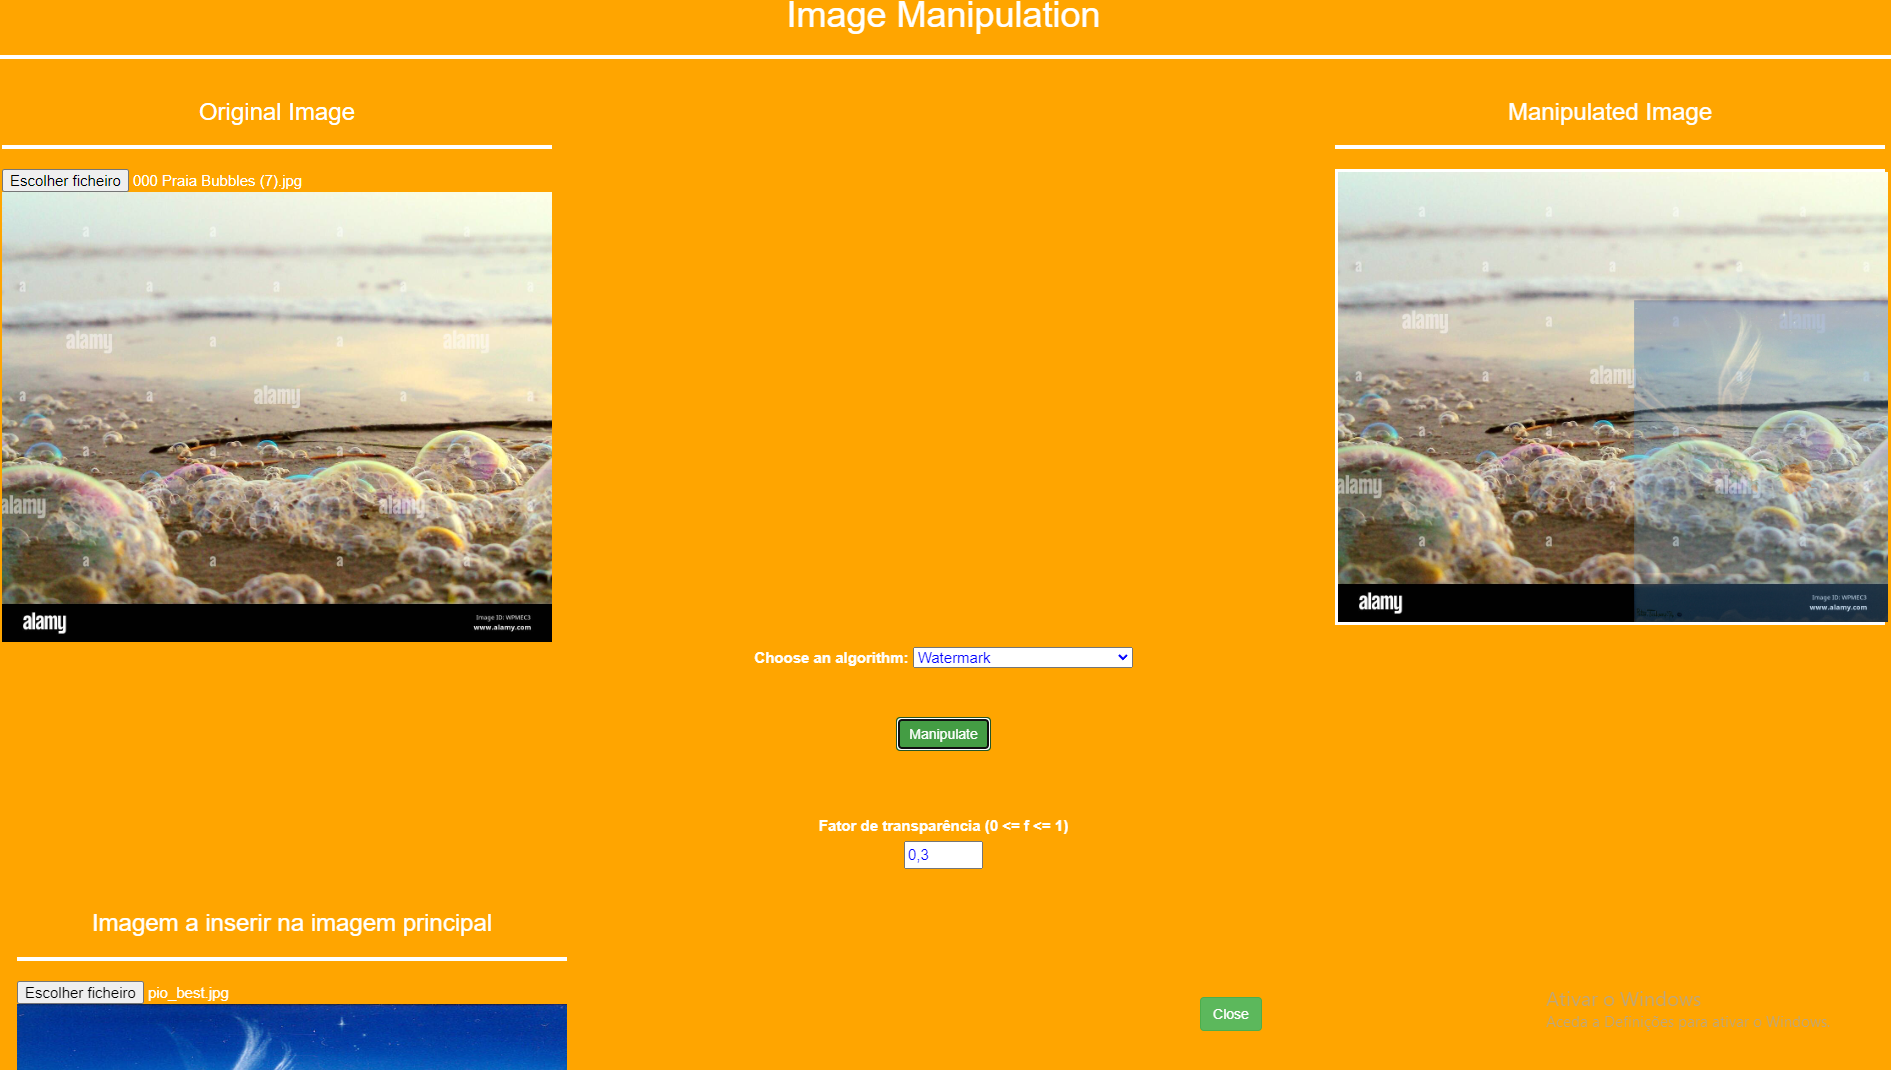 Image Manipulation
Original Image
Manipulated Image
Escolher ficheiro 000 Praia Bubbles (7).jpg
a a a a
a a a a a
alamy a a alamy
a a alamy a a
a a a a
alamy a a alamy a
a a a a
alamy
Image ID: WPMEC3
www.alamy.com
a a a a
a a a a a
alamy a a alamy
a a alamy a a
a a a a
alamy a a alamy a
a a a a
alamy
Image ID: WPMEC3
www.alamy.com
Choose an algorithm: Watermark
Manipulate
Fator de transparência (0 <= f <= 1)
0,3
Imagem a inserir na imagem principal
Escolher ficheiro pio_best.jpg
Close
Ativar o Windows
Aceda a Definições para ativar o Windows.